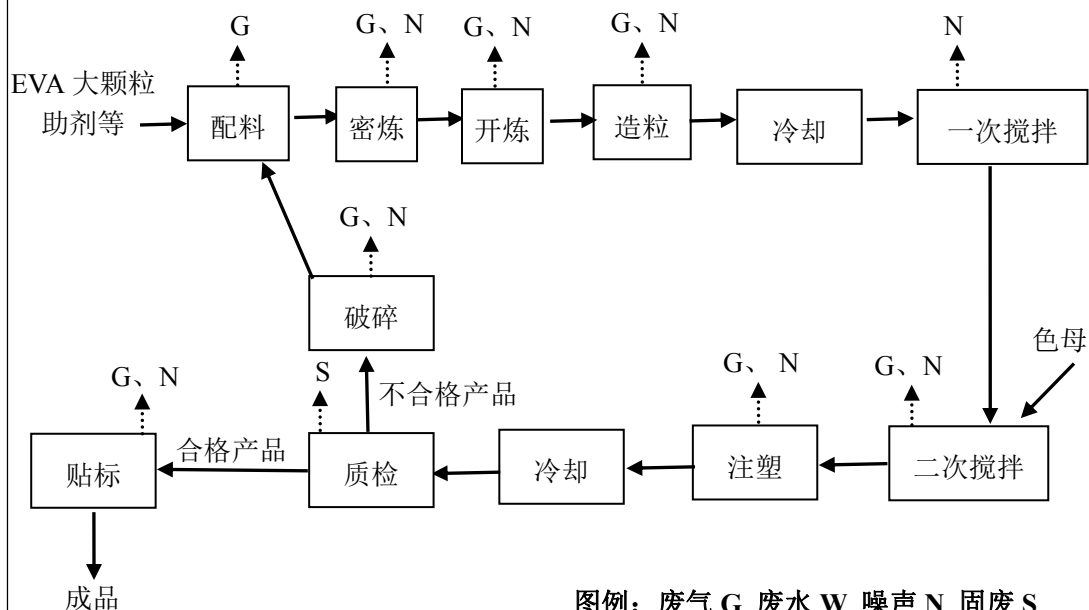 G
G、N
G、N
G、N
N
EVA 大颗粒
助剂等
配料
密炼
开炼
造粒
冷却
一次搅拌
G、N
破碎
色母
不合格产品
S
G、N
G、N
G、N
合格产品
贴标
质检
冷却
注塑
二次搅拌
成品
图例：废气 G 废水 W 噪声 N 固废 S